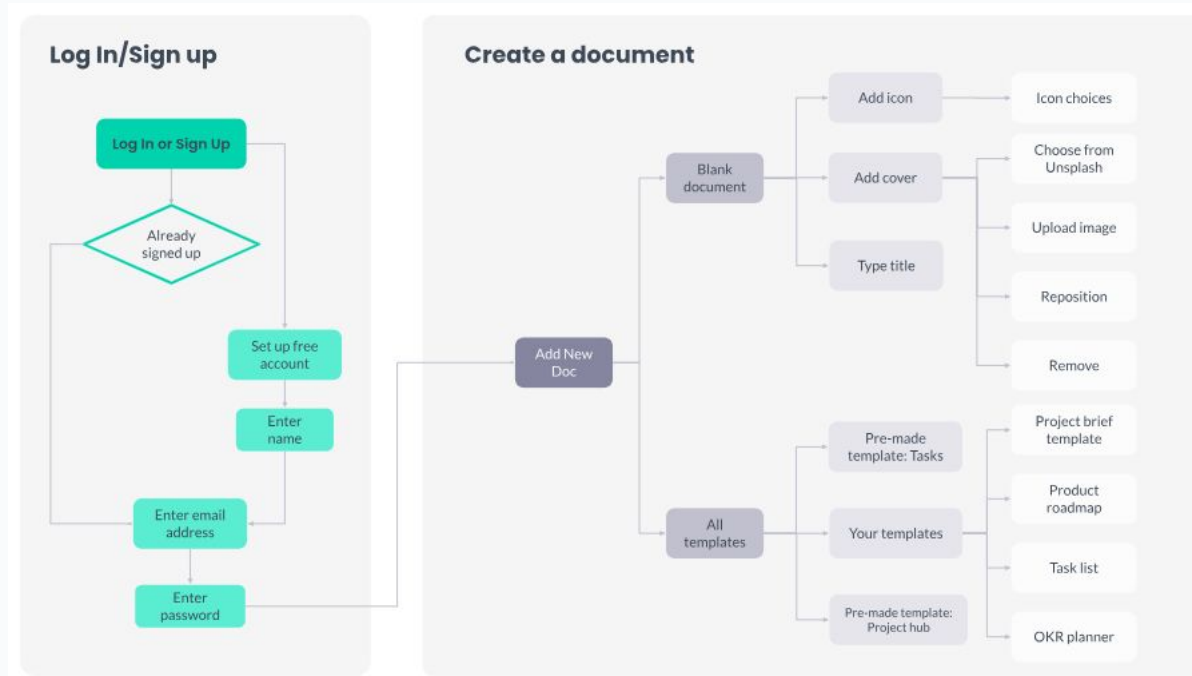 Log In/Sign up
Log In or Sign Up
Already
signed up
Set up free
account
Enter
name
Enter email
address
Enter
password
Create a document
Add New
Doc
Blank
document
Add icon
Icon choices
Add cover
Choose from
Unsplash
Upload image
Reposition
Remove
Type title
All
templates
Pre-made
template: Tasks
Your templates
Project brief
template
Product
roadmap
Task list
OKR planner
Pre-made template:
Project hub